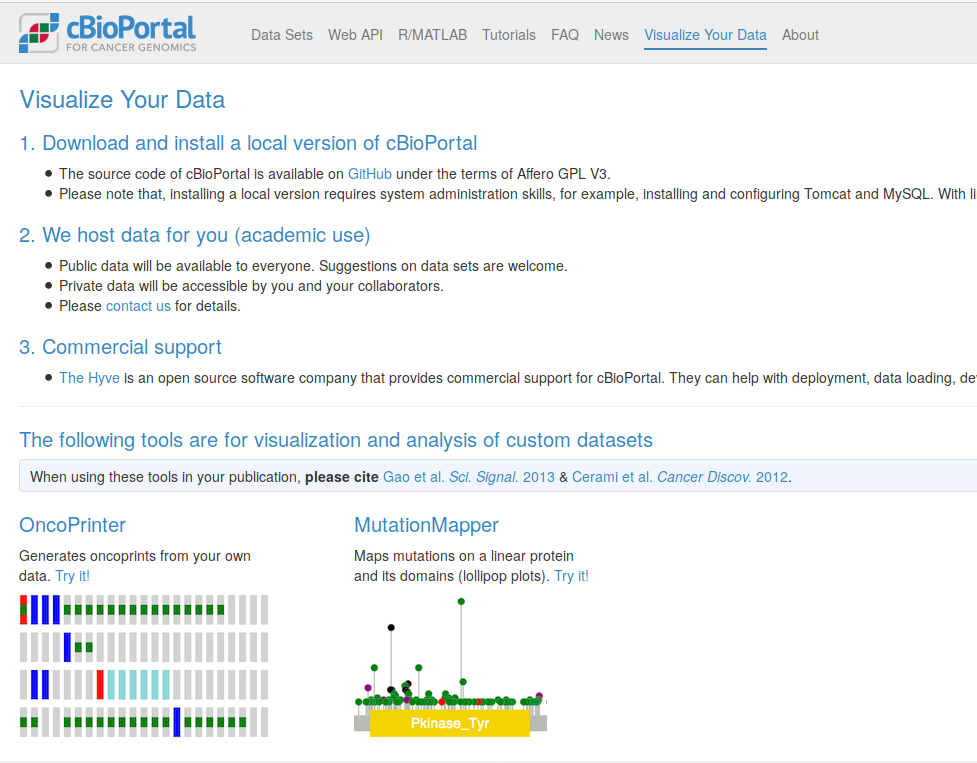 cBioPortal
FOR CANCER GENOMICS
Data Sets Web API R/MATLAB Tutorials FAQ News Visualize Your Data About
Visualize Your Data
1. Download and install a local version of cBioPortal
The source code of cBioPortal is available on GitHub under the terms of Affero GPL V3.
Please note that, installing a local version requires system administration skills, for example, installing and configuring Tomcat and MySQL. With
2. We host data for you (academic use)
Public data will be available to everyone. Suggestions on data sets are welcome.
Private data will be accessible by you and your collaborators.
Please contact us for details.
3. Commercial support
The Hyve is an open source software company that provides commercial support for cBioPortal. They can help with deployment, data loading,
The following tools are for visualization and analysis of custom datasets
When using these tools in your publication, please cite Gao et al. Sci. Signal. 2013 & Cerami et al. Cancer Discov. 2012.
OncoPrinter
Generates oncoprints from your own
data. Try it!
MutationMapper
Maps mutations on a linear protein
and its domains (lollipop plots). Try it!
Pkinase_Tyr